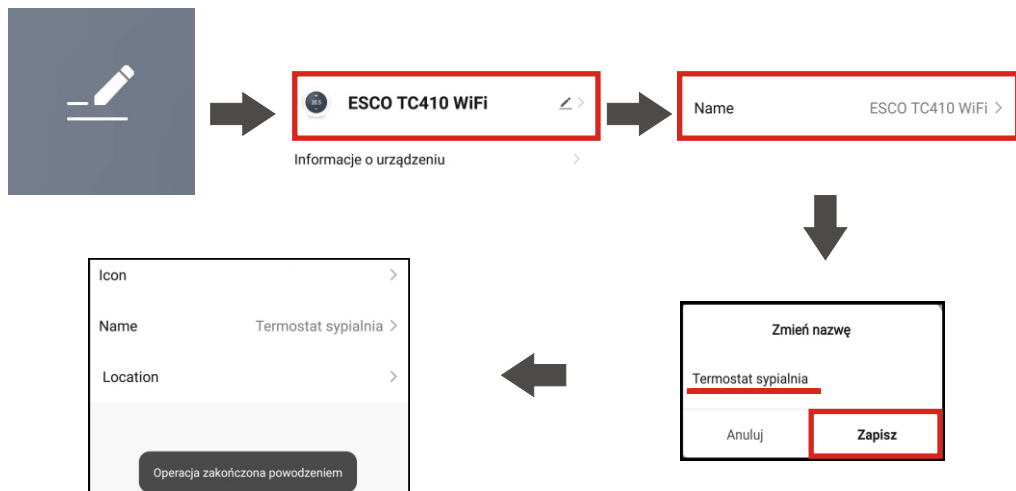 ESCO TC410 WiFi
Informacje o urządzeniu
Name ESCO TC410 WiFi
Zmień nazwę
Termostat sypialnia
Anuluj Zapisz
Icon
Name Termostat sypialnia
Location
Operacja zakończona powodzeniem